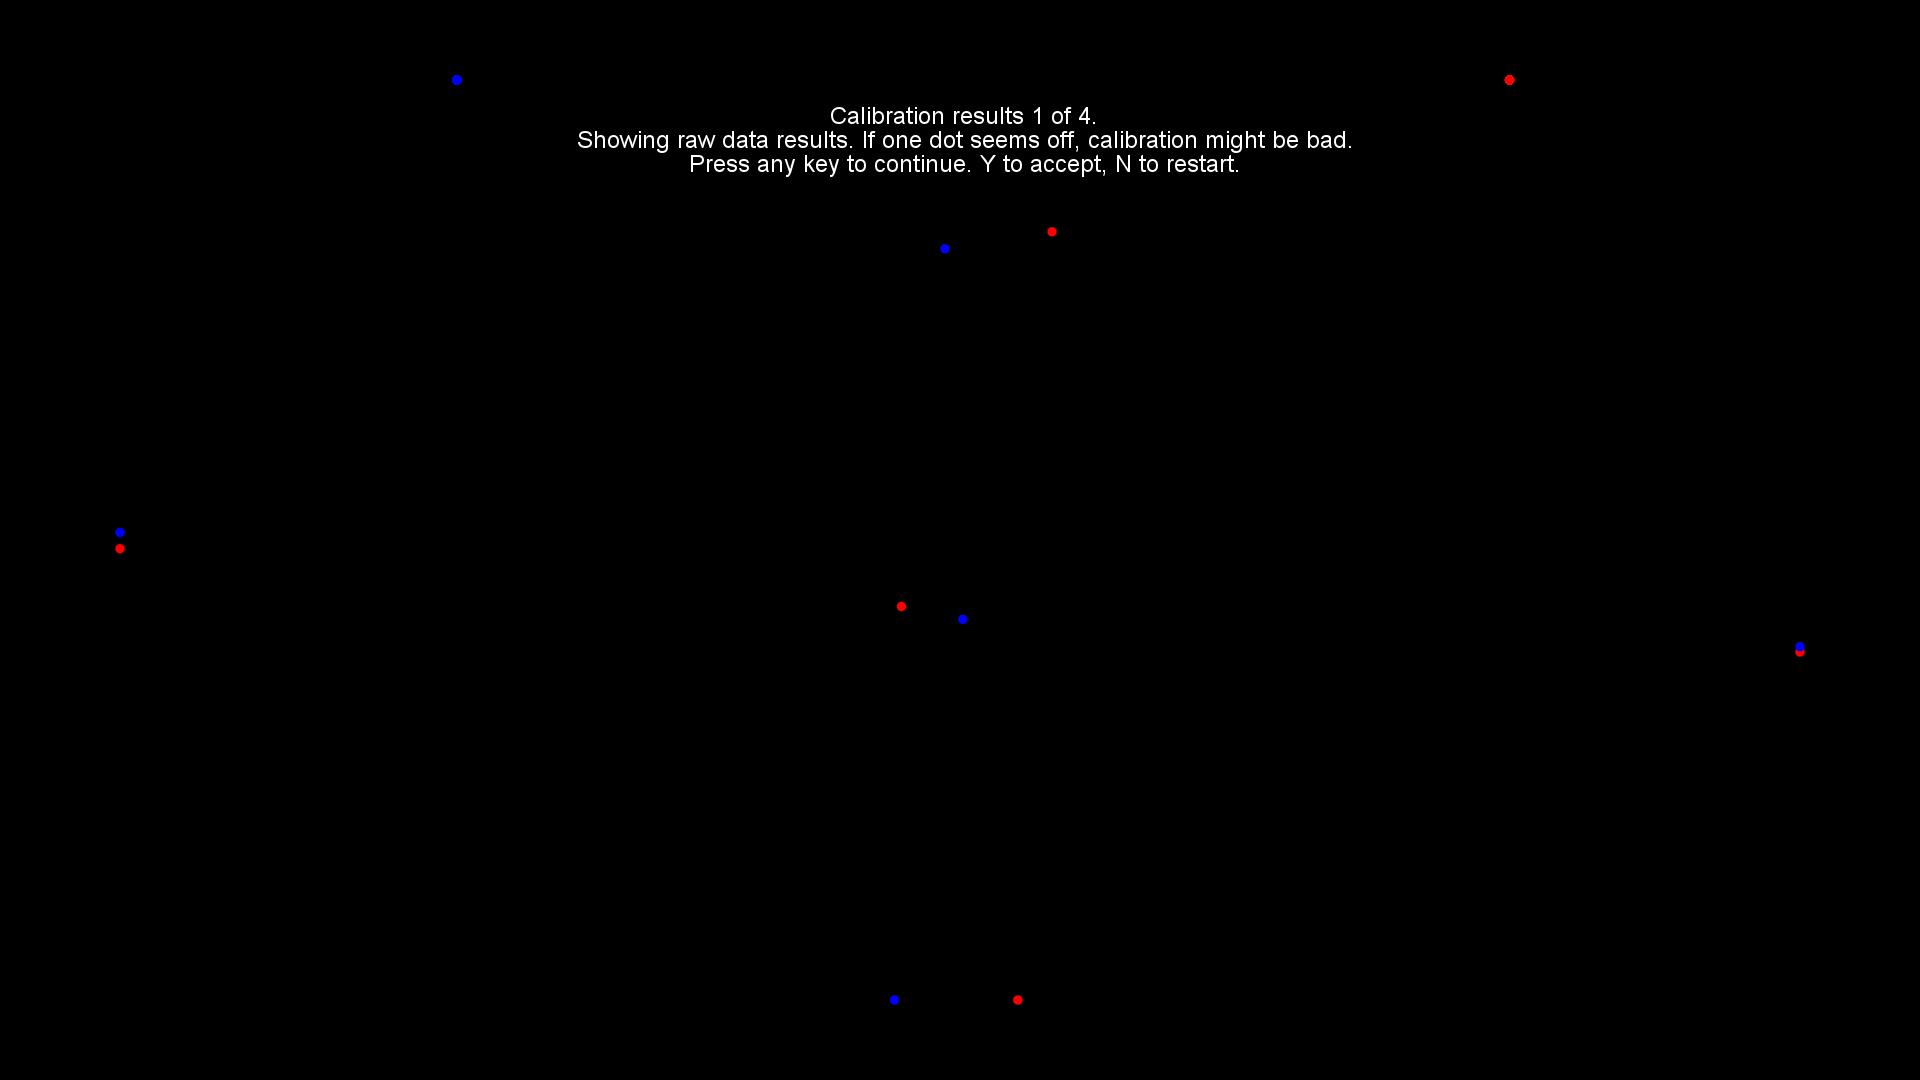 Calibration results 1 of 4.
Showing raw data results. If one dot seems off, calibration might be bad.
Press any key to continue. Y to accept, N to restart.